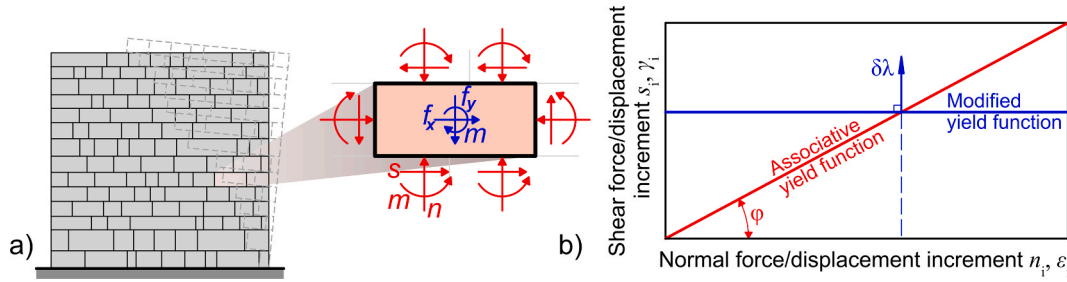 a)
f_y
f_x
m
s
m
n
b)
Shear force/displacement
increment s_i, γ_i
δλ
Modified
yield function
Associative
yield function
φ
Normal force/displacement increment n_i, ε